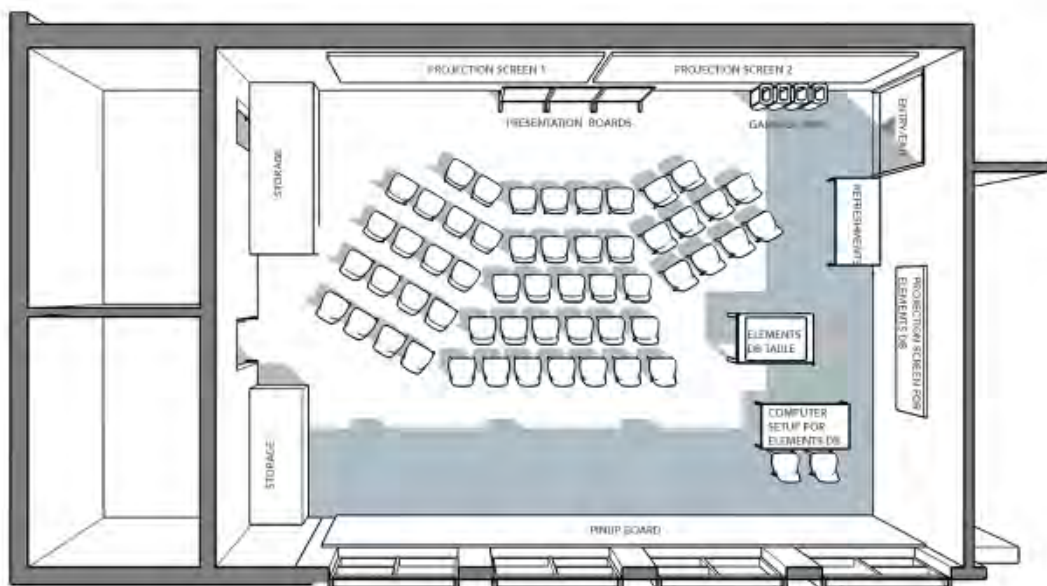 PROJECTION SCREEN 1
PROJECTION SCREEN 2
PRESENTATION BOARDS
ENTRY/EXIT
STORAGE
REFRESHMENTS
PROJECTION SCREEN FOR
ELEMENTS DB
ELEMENTS
DB TABLE
COMPUTER
SETUP FOR
ELEMENTS DB
STORAGE
PINUP BOARD